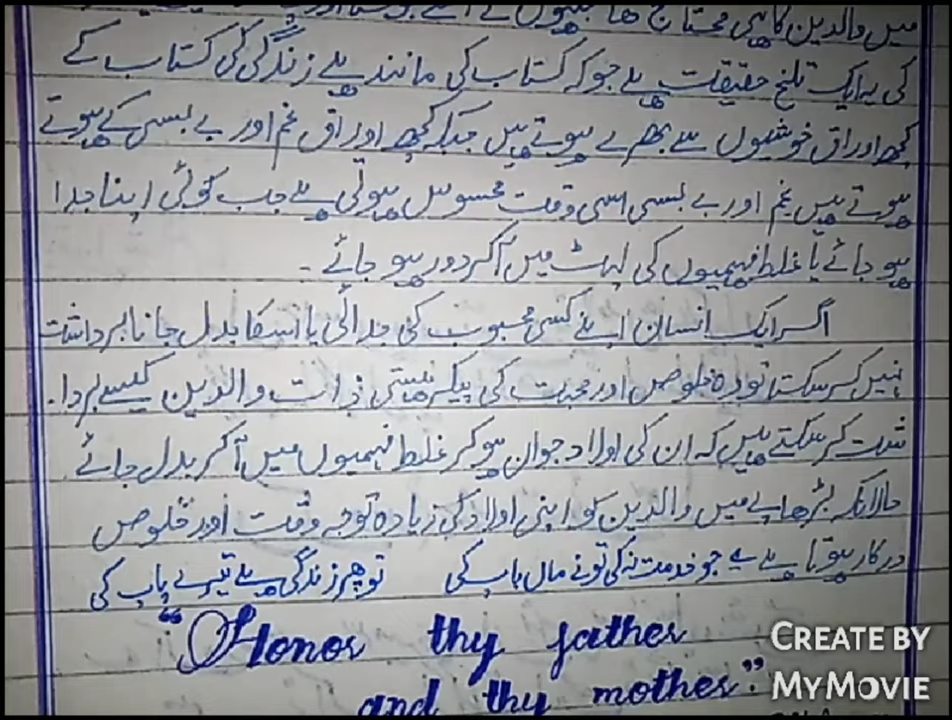 میں والدین کا ہی محتاج تھا
کی یہ ایک تلخ حقیقت ہے جو کہ کتاب کی مانند ہے زندگی کی کتاب کے
کچھ اوراق خوشیوں سے بھرے ہوتے ہیں جبکہ کچھ اوراق غم اور بے بسی کے ہوتے
ہوتے ہیں غم اور بے بسی اسی وقت محسوس ہوتی ہے جب کوئی اپنا جدا
ہو جائے یا غلط فہمیوں کی لپٹ میں آکر دور ہو جائے ۔
اگر ایک انسان اپنے کسی محبوب کی جدائی یا اسکا بدل جانا برداشت
نہیں کر سکتا تو وہ خلوص اور محبت کی پیکر ہستی ذات والدین کیسے بردا .
شت کر سکتے ہیں کہ ان کی اولاد جوان ہو کر غلط فہمیوں میں آکر بدل جائے
حالانکہ بڑھاپے میں والدین کو اپنی اولاد کی زیادہ توجہ وقت اور خلوص
درکار ہوتا ہے جو خدمت نہ کی تو نے ماں باپ کی تو پھر زندگی ہے تیرے پاپ کی
“Honor thy father
and thy mother”
CREATE BY
MYMOVIE